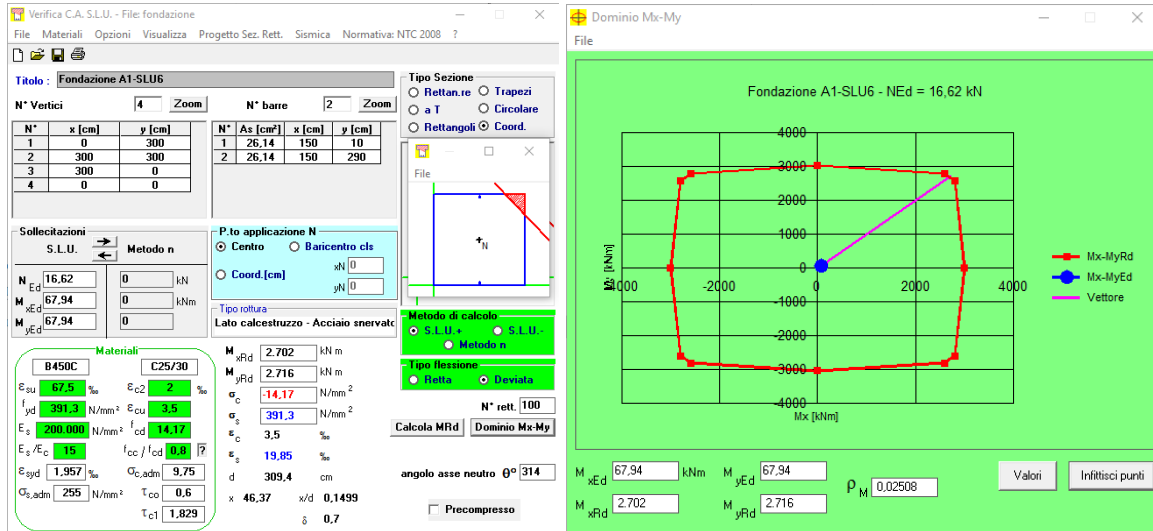 Verifica C.A. S.L.U. - File: fondazione
File Materiali Opzioni Visualizza Progetto Sez. Rett. Sismica Normativa: NTC 2008 ?
Titolo : Fondazione A1-SLU6
N° Vertici 4 Zoom N° barre 2 Zoom
N° x [cm] y [cm]
1 0 300
2 300 300
3 300 0
4 0 0
N° As [cm²] x [cm] y [cm]
1 26,14 150 10
2 26,14 150 290
Tipo Sezione
Rettan.re Trapezi
a T Circolare
Rettangoli Coord.
File
N
Sollecitazioni
S.L.U. Metodo n
N Ed 16,62 0 kN
M xEd 67,94 0 kNm
M yEd 67,94 0
P.to applicazione N
Centro Baricentro cls
Coord.[cm] xN 0
yN 0
Tipo rottura
Lato calcestruzzo - Acciaio snervato
Metodo di calcolo
S.L.U.+ S.L.U.-
Metodo n
Tipo flessione
Retta Deviata
N° rett. 100
Calcola MRd Dominio Mx-My
angolo asse neutro θ° 314
Precompresso
Materiali
B450C C25/30
εsu 67,5 ‰ εc2 2 ‰
fyd 391,3 N/mm² εcu 3,5
Es 200.000 N/mm² fcd 14,17
Es/Ec 15 fcc / fcd 0,8 ?
εsyd 1,957 ‰ σc,adm 9,75
σs,adm 255 N/mm² τco 0,6
τc1 1,829
M xRd 2.702 kN m
M yRd 2.716 kN m
σc -14,17 N/mm²
σs 391,3 N/mm²
εc 3,5 ‰
εs 19,85 ‰
d 309,4 cm
x 46,37 x/d 0,1499
δ 0,7
Dominio Mx-My
File
Fondazione A1-SLU6 - NEd = 16,62 kN
4000
3000
2000
1000
0
-1000
-2000
-3000
-4000
-2000 0 2000 4000
Mx [kNm]
Mx-MyRd
Mx-MyEd
Vettore
M xEd 67,94 kNm M yEd 67,94
M xRd 2.702 M yRd 2.716
ρM 0,02508
Valori Infittisci punti